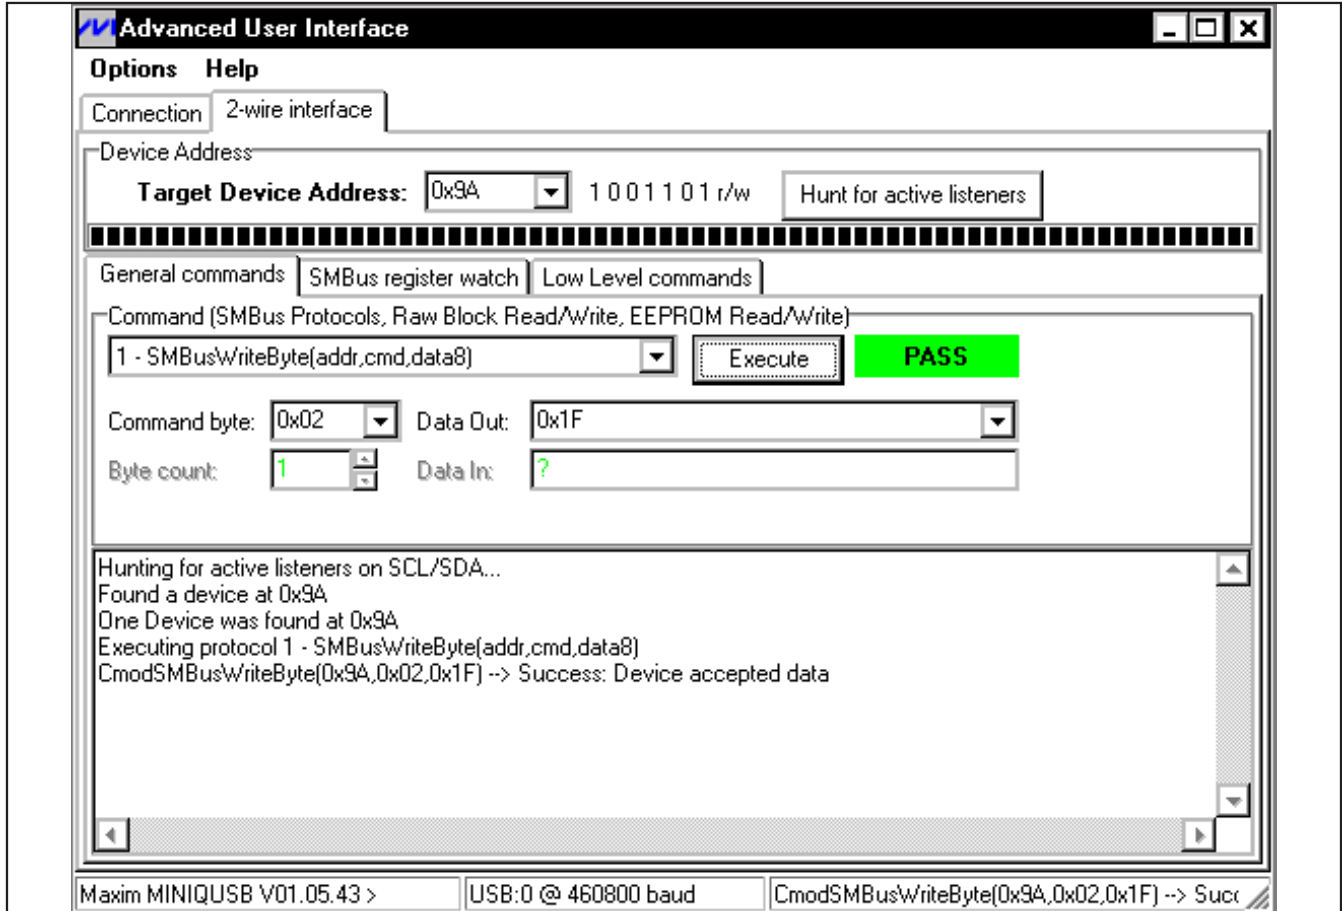 Advanced User Interface
Options Help
Connection 2-wire interface
Device Address
Target Device Address: 0x9A 1 0 0 1 1 0 1 r/w Hunt for active listeners
General commands SMBus register watch Low Level commands
Command (SMBus Protocols, Raw Block Read/Write, EEPROM Read/Write)
1 - SMBusWriteByte(addr,cmd,data8) Execute PASS
Command byte: 0x02 Data Out: 0x1F
Byte count: 1 Data In: ?
Hunting for active listeners on SCL/SDA...
Found a device at 0x9A
One Device was found at 0x9A
Executing protocol 1 - SMBusWriteByte(addr,cmd,data8)
CmodSMBusWriteByte(0x9A,0x02,0x1F) --> Success: Device accepted data
Maxim MINIQUSB V01.05.43 > USB:0 @ 460800 baud CmodSMBusWriteByte(0x9A,0x02,0x1F) --> Succ